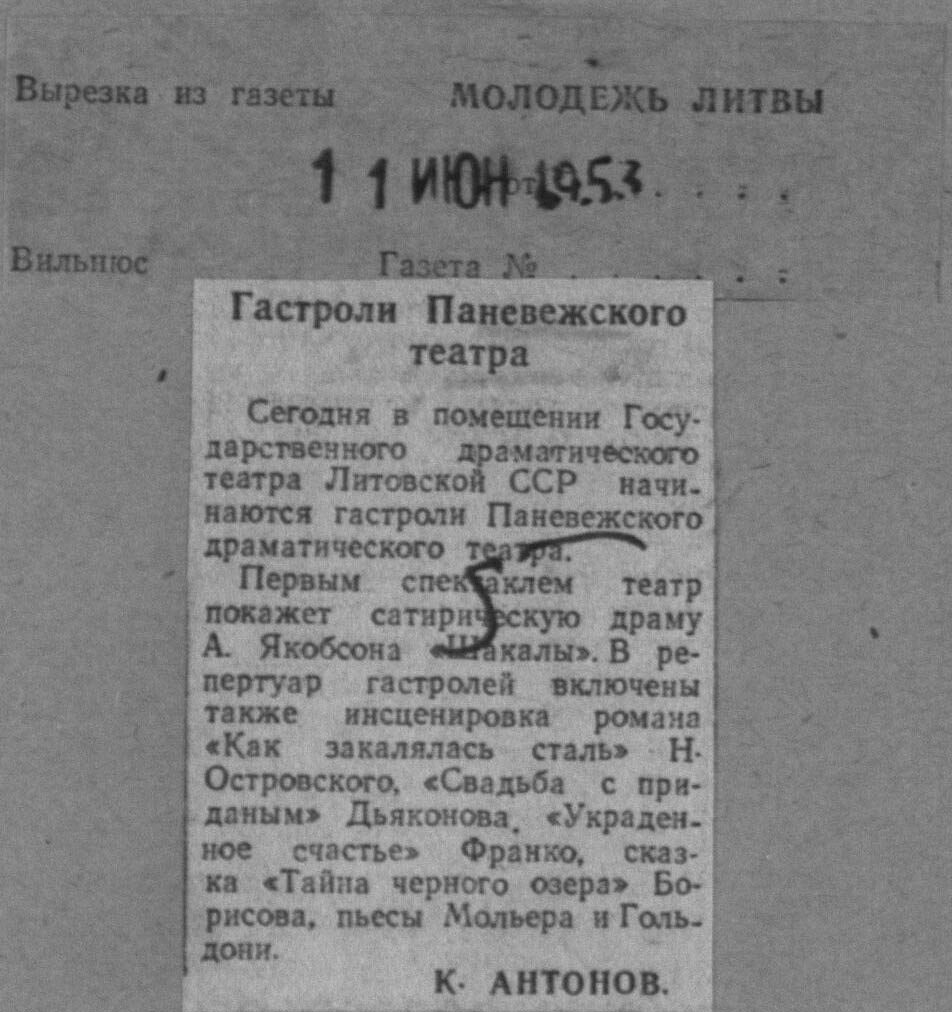 Вырезка из газеты МОЛОДЕЖЬ ЛИТВЫ
11 ИЮН 1953 . . . . :
Вильнюс Газета № . . . . . :
Гастроли Паневежского
театра
Сегодня в помещении Госу-
дарственного драматического
театра Литовской ССР начи-
наются гастроли Паневежского
драматического театра.
Первым спектаклем театр
покажет сатирическую драму
А. Якобсона «Шакалы». В ре-
пертуар гастролей включены
также инсценировка романа
«Как закалялась сталь» Н.
Островского, «Свадьба с при-
даным» Дьяконова, «Украден-
ное счастье» Франко, сказ-
ка «Тайна черного озера» Бо-
рисова, пьесы Мольера и Голь-
дони.
К. АНТОНОВ.